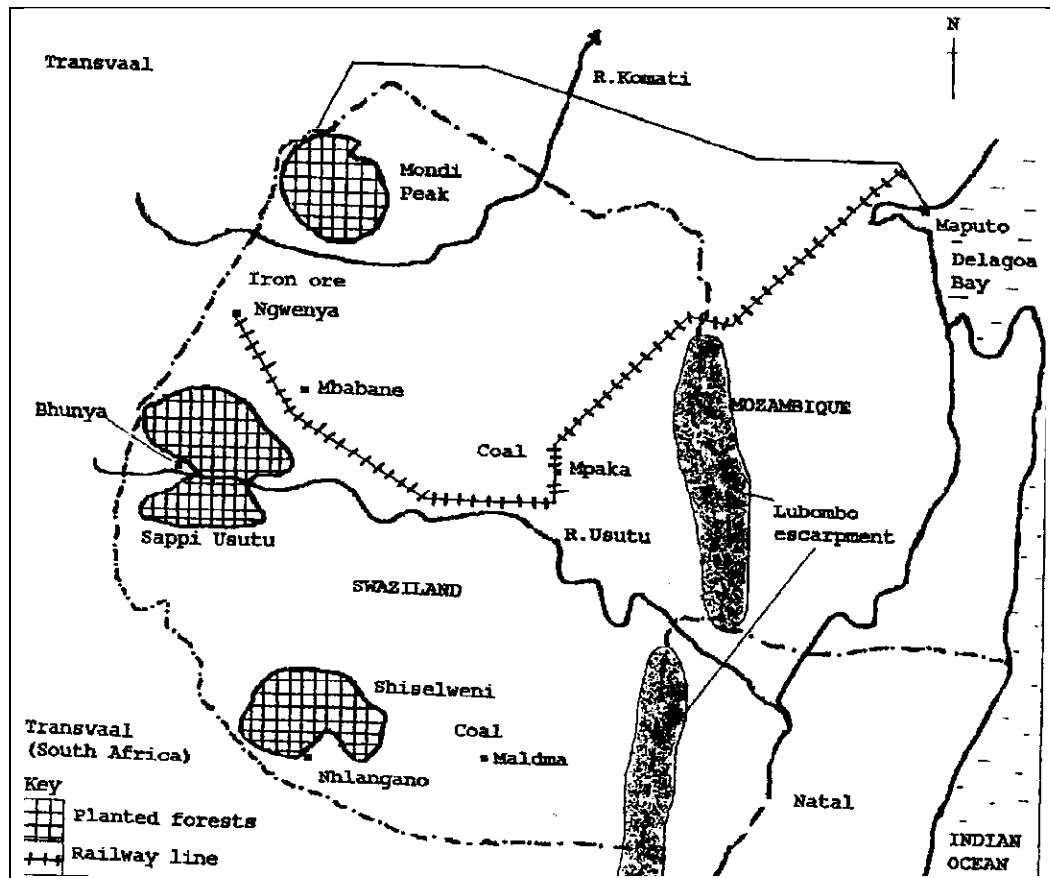 N
Transvaal
R.Komati
Mondi
Peak
Maputo
Delagoa
Bay
Iron ore
Ngwenya
Mbabane
Bhunya
MOZAMBIQUE
Coal
Mpaka
Lubombo
escarpment
R.Usutu
Sappi Usutu
SWAZILAND
Shiselweni
Coal
Maldma
Transvaal
(South Africa)
Nhlangano
Natal
Key
Planted forests
Railway line
INDIAN
OCEAN